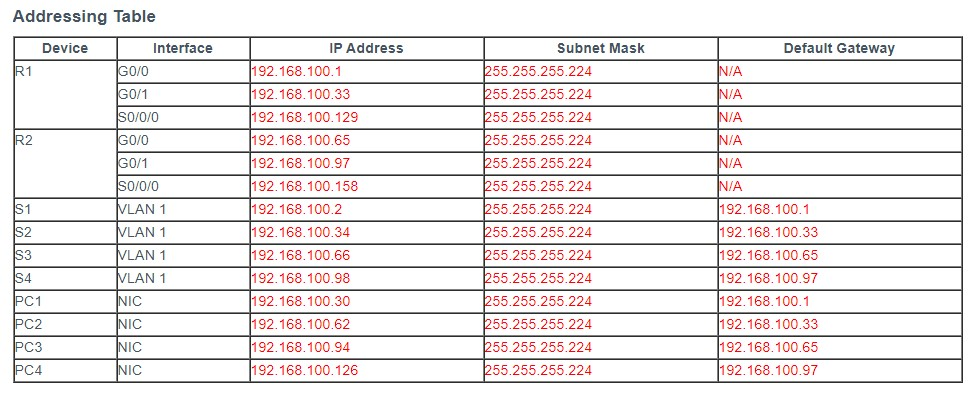 Addressing Table
Device Interface IP Address Subnet Mask Default Gateway
R1 G0/0 192.168.100.1 255.255.255.224 N/A
G0/1 192.168.100.33 255.255.255.224 N/A
S0/0/0 192.168.100.129 255.255.255.224 N/A
R2 G0/0 192.168.100.65 255.255.255.224 N/A
G0/1 192.168.100.97 255.255.255.224 N/A
S0/0/0 192.168.100.158 255.255.255.224 N/A
S1 VLAN 1 192.168.100.2 255.255.255.224 192.168.100.1
S2 VLAN 1 192.168.100.34 255.255.255.224 192.168.100.33
S3 VLAN 1 192.168.100.66 255.255.255.224 192.168.100.65
S4 VLAN 1 192.168.100.98 255.255.255.224 192.168.100.97
PC1 NIC 192.168.100.30 255.255.255.224 192.168.100.1
PC2 NIC 192.168.100.62 255.255.255.224 192.168.100.33
PC3 NIC 192.168.100.94 255.255.255.224 192.168.100.65
PC4 NIC 192.168.100.126 255.255.255.224 192.168.100.97